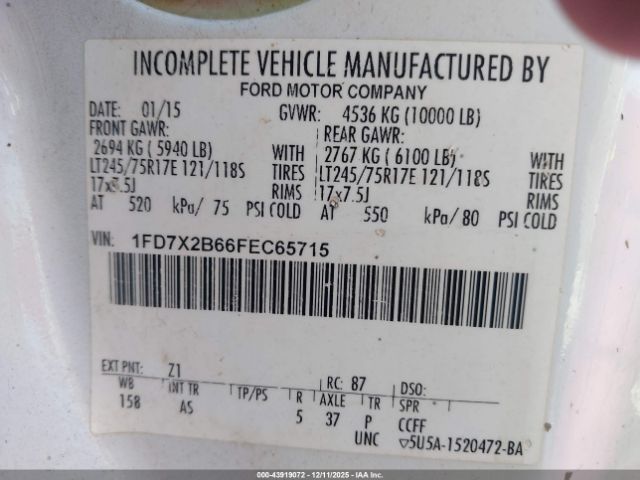 INCOMPLETE VEHICLE MANUFACTURED BY
FORD MOTOR COMPANY
DATE: 01/15 GVWR: 4536 KG (10000 LB)
FRONT GAWR: REAR GAWR:
2694 KG ( 5940 LB) WITH 2767 KG ( 6100 LB) WITH
LT245/75R17E 121/118S TIRES LT245/75R17E 121/118S TIRES
17x7.5J RIMS 17x7.5J RIMS
AT 520 kPa/ 75 PSI COLD AT 550 kPa/ 80 PSI COLD
VIN: 1FD7X2B66FEC65715
EXT PNT: Z1 RC: 87 DSO:
WB INT TR TP/PS R AXLE TR SPR
158 AS 5 37 P CCFF
UNC ▽5U5A-1520472-BA
000-43919072 - 12/11/2025 - IAAI.com